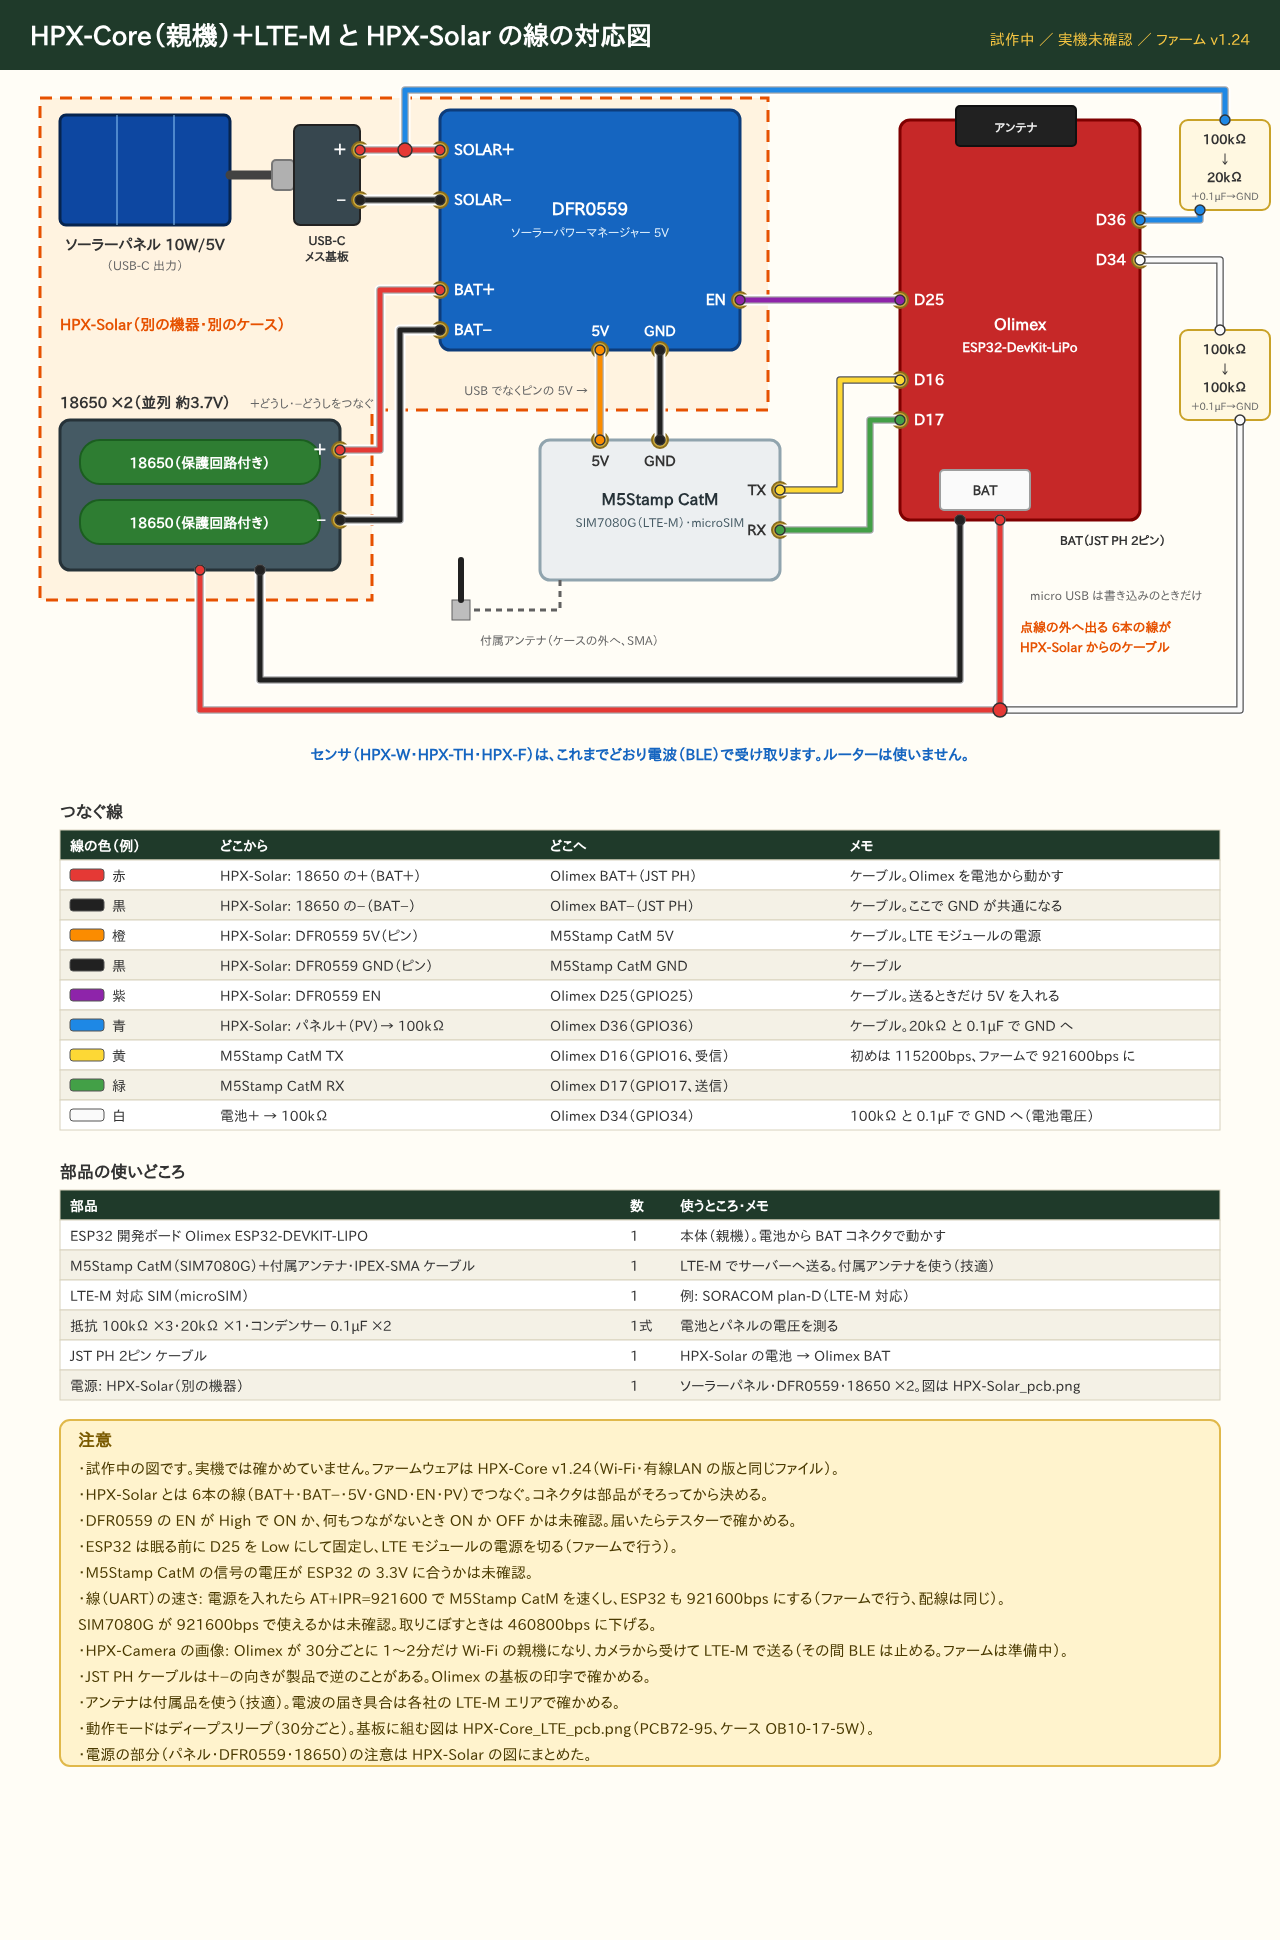 HPX-Core（親機）＋LTE-M と HPX-Solar の線の対応図
試作中 ／ 実機未確認 ／ ファーム v1.24
アンテナ
100kΩ
↓
20kΩ
+0.1µF→GND
＋
−
SOLAR+
SOLAR−
DFR0559
ソーラーパワーマネージャー 5V
D36
D34
ソーラーパネル 10W/5V
（USB-C 出力）
USB-C
メス基板
BAT+
BAT−
EN
D25
5V
GND
HPX-Solar（別の機器・別のケース）
Olimex
ESP32-DevKit-LiPo
100kΩ
↓
100kΩ
+0.1µF→GND
USB でなくピンの 5V →
D16
D17
18650 ×2（並列 約3.7V）
＋どうし・−どうしをつなぐ
18650（保護回路付き）
＋
18650（保護回路付き）
−
5V
GND
M5Stamp CatM
SIM7080G（LTE-M）・microSIM
TX
RX
BAT
BAT（JST PH 2ピン）
micro USB は書き込みのときだけ
点線の外へ出る 6本の線が
HPX-Solar からのケーブル
付属アンテナ（ケースの外へ、SMA）
センサ（HPX-W・HPX-TH・HPX-F）は、これまでどおり電波（BLE）で受け取ります。ルーターは使いません。
つなぐ線
線の色（例） どこから どこへ メモ
赤 HPX-Solar: 18650 の＋（BAT＋） Olimex BAT＋（JST PH） ケーブル。Olimex を電池から動かす
黒 HPX-Solar: 18650 の−（BAT−） Olimex BAT−（JST PH） ケーブル。ここで GND が共通になる
橙 HPX-Solar: DFR0559 5V（ピン） M5Stamp CatM 5V ケーブル。LTE モジュールの電源
黒 HPX-Solar: DFR0559 GND（ピン） M5Stamp CatM GND ケーブル
紫 HPX-Solar: DFR0559 EN Olimex D25（GPIO25） ケーブル。送るときだけ 5V を入れる
青 HPX-Solar: パネル＋（PV）→ 100kΩ Olimex D36（GPIO36） ケーブル。20kΩ と 0.1µF で GND へ
黄 M5Stamp CatM TX Olimex D16（GPIO16、受信） 初めは 115200bps、ファームで 921600bps に
緑 M5Stamp CatM RX Olimex D17（GPIO17、送信）
白 電池＋ → 100kΩ Olimex D34（GPIO34） 100kΩ と 0.1µF で GND へ（電池電圧）
部品の使いどころ
部品 数 使うところ・メモ
ESP32 開発ボード Olimex ESP32-DEVKIT-LIPO 1 本体（親機）。電池から BAT コネクタで動かす
M5Stamp CatM（SIM7080G）＋付属アンテナ・IPEX-SMA ケーブル 1 LTE-M でサーバーへ送る。付属アンテナを使う（技適）
LTE-M 対応 SIM（microSIM） 1 例: SORACOM plan-D（LTE-M 対応）
抵抗 100kΩ ×3・20kΩ ×1・コンデンサー 0.1µF ×2 1式 電池とパネルの電圧を測る
JST PH 2ピン ケーブル 1 HPX-Solar の電池 → Olimex BAT
電源: HPX-Solar（別の機器） 1 ソーラーパネル・DFR0559・18650 ×2。図は HPX-Solar_pcb.png
注意
・試作中の図です。実機では確かめていません。ファームウェアは HPX-Core v1.24（Wi-Fi・有線LAN の版と同じファイル）。
・HPX-Solar とは 6本の線（BAT＋・BAT−・5V・GND・EN・PV）でつなぐ。コネクタは部品がそろってから決める。
・DFR0559 の EN が High で ON か、何もつながないとき ON か OFF かは未確認。届いたらテスターで確かめる。
・ESP32 は眠る前に D25 を Low にして固定し、LTE モジュールの電源を切る（ファームで行う）。
・M5Stamp CatM の信号の電圧が ESP32 の 3.3V に合うかは未確認。
・線（UART）の速さ: 電源を入れたら AT+IPR=921600 で M5Stamp CatM を速くし、ESP32 も 921600bps にする（ファームで行う、配線は同じ）。
SIM7080G が 921600bps で使えるかは未確認。取りこぼすときは 460800bps に下げる。
・HPX-Camera の画像: Olimex が 30分ごとに 1〜2分だけ Wi-Fi の親機になり、カメラから受けて LTE-M で送る（その間 BLE は止める。ファームは準備中）。
・JST PH ケーブルは＋−の向きが製品で逆のことがある。Olimex の基板の印字で確かめる。
・アンテナは付属品を使う（技適）。電波の届き具合は各社の LTE-M エリアで確かめる。
・動作モードはディープスリープ（30分ごと）。基板に組む図は HPX-Core_LTE_pcb.png（PCB72-95、ケース OB10-17-5W）。
・電源の部分（パネル・DFR0559・18650）の注意は HPX-Solar の図にまとめた。